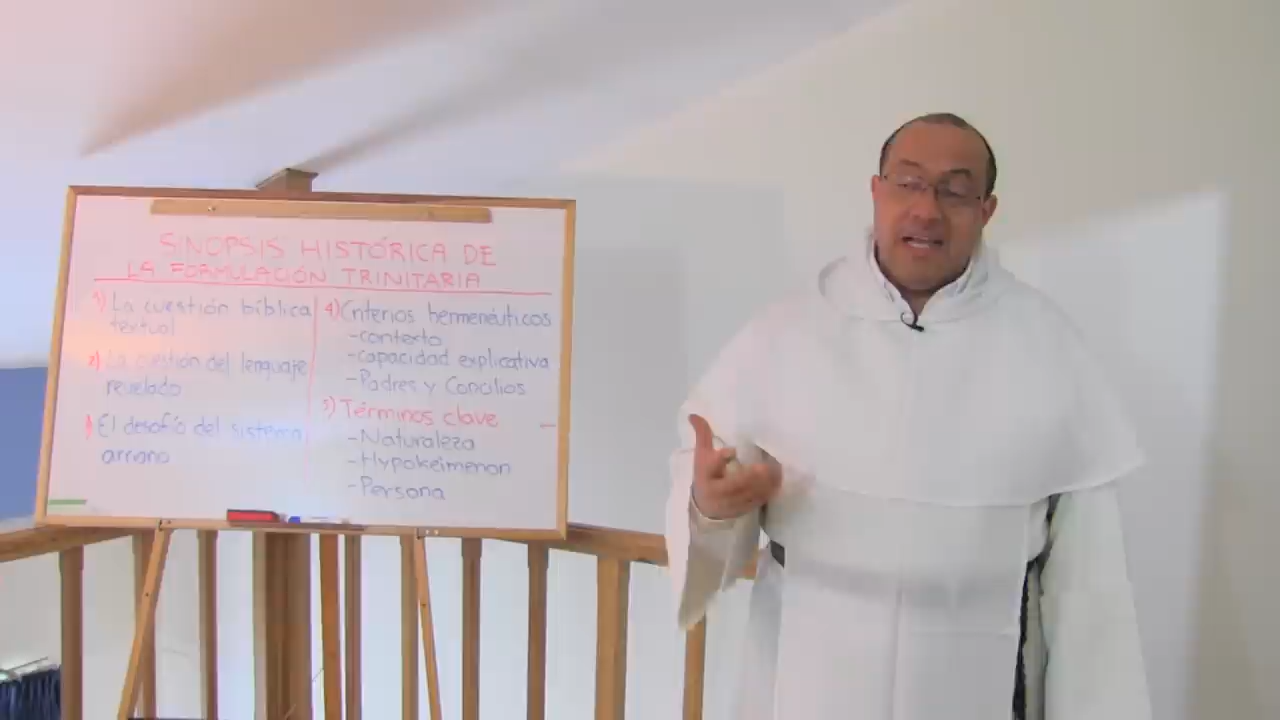 SINOPSIS HISTÓRICA DE
LA FORMULACIÓN TRINITARIA
1) La cuestión bíblica
textual
2) La cuestión del lenguaje
revelado
3) El desafío del sistema
arriano
4) Criterios hermenéuticos
-contexto
-capacidad explicativa
-Padres y Concilios
5) Términos clave
-Naturaleza
-Hypokeimenon
-Persona